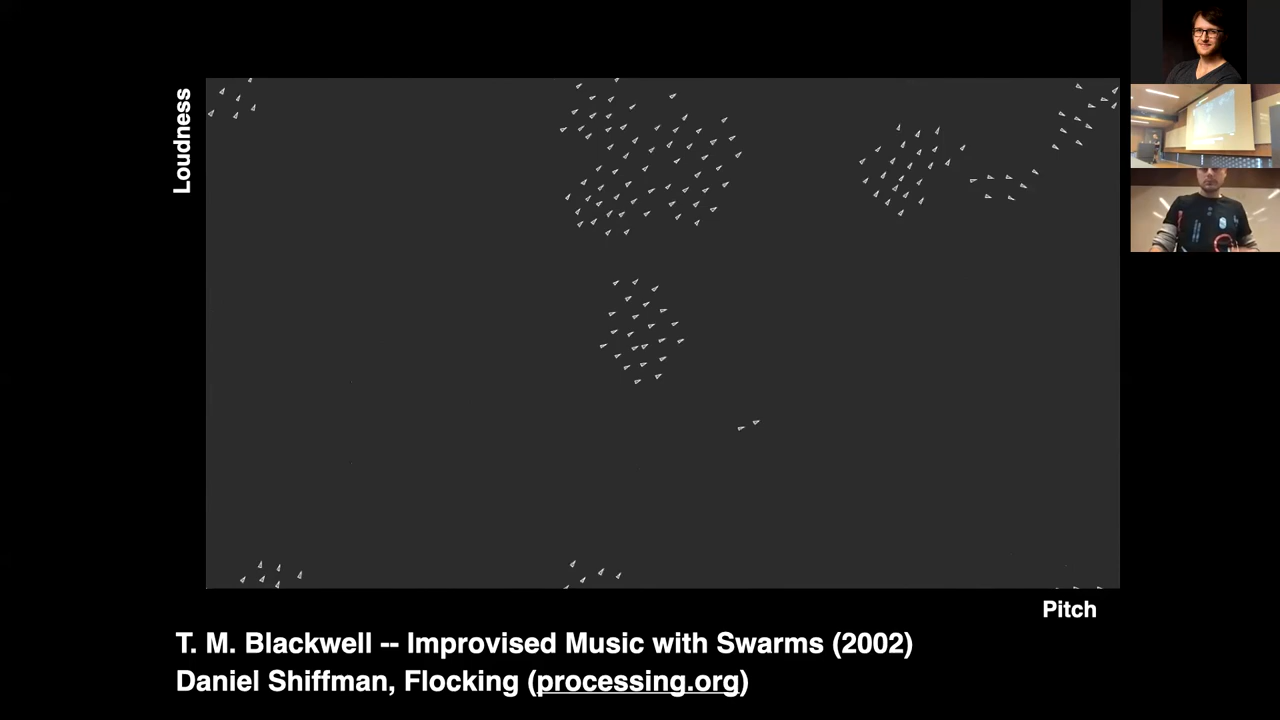 Loudness
Pitch
T. M. Blackwell -- Improvised Music with Swarms (2002)
Daniel Shiffman, Flocking (processing.org)